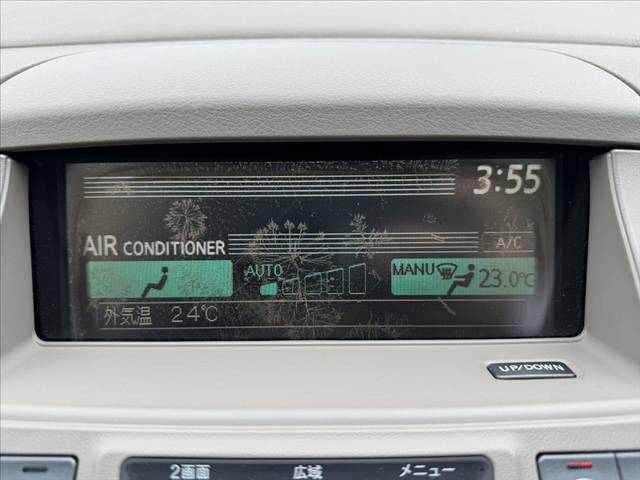 3:55
AIR CONDITIONER A/C
AUTO MANU 23.0℃
外気温 24℃
UP/DOWN
2画面 広域 メニュー